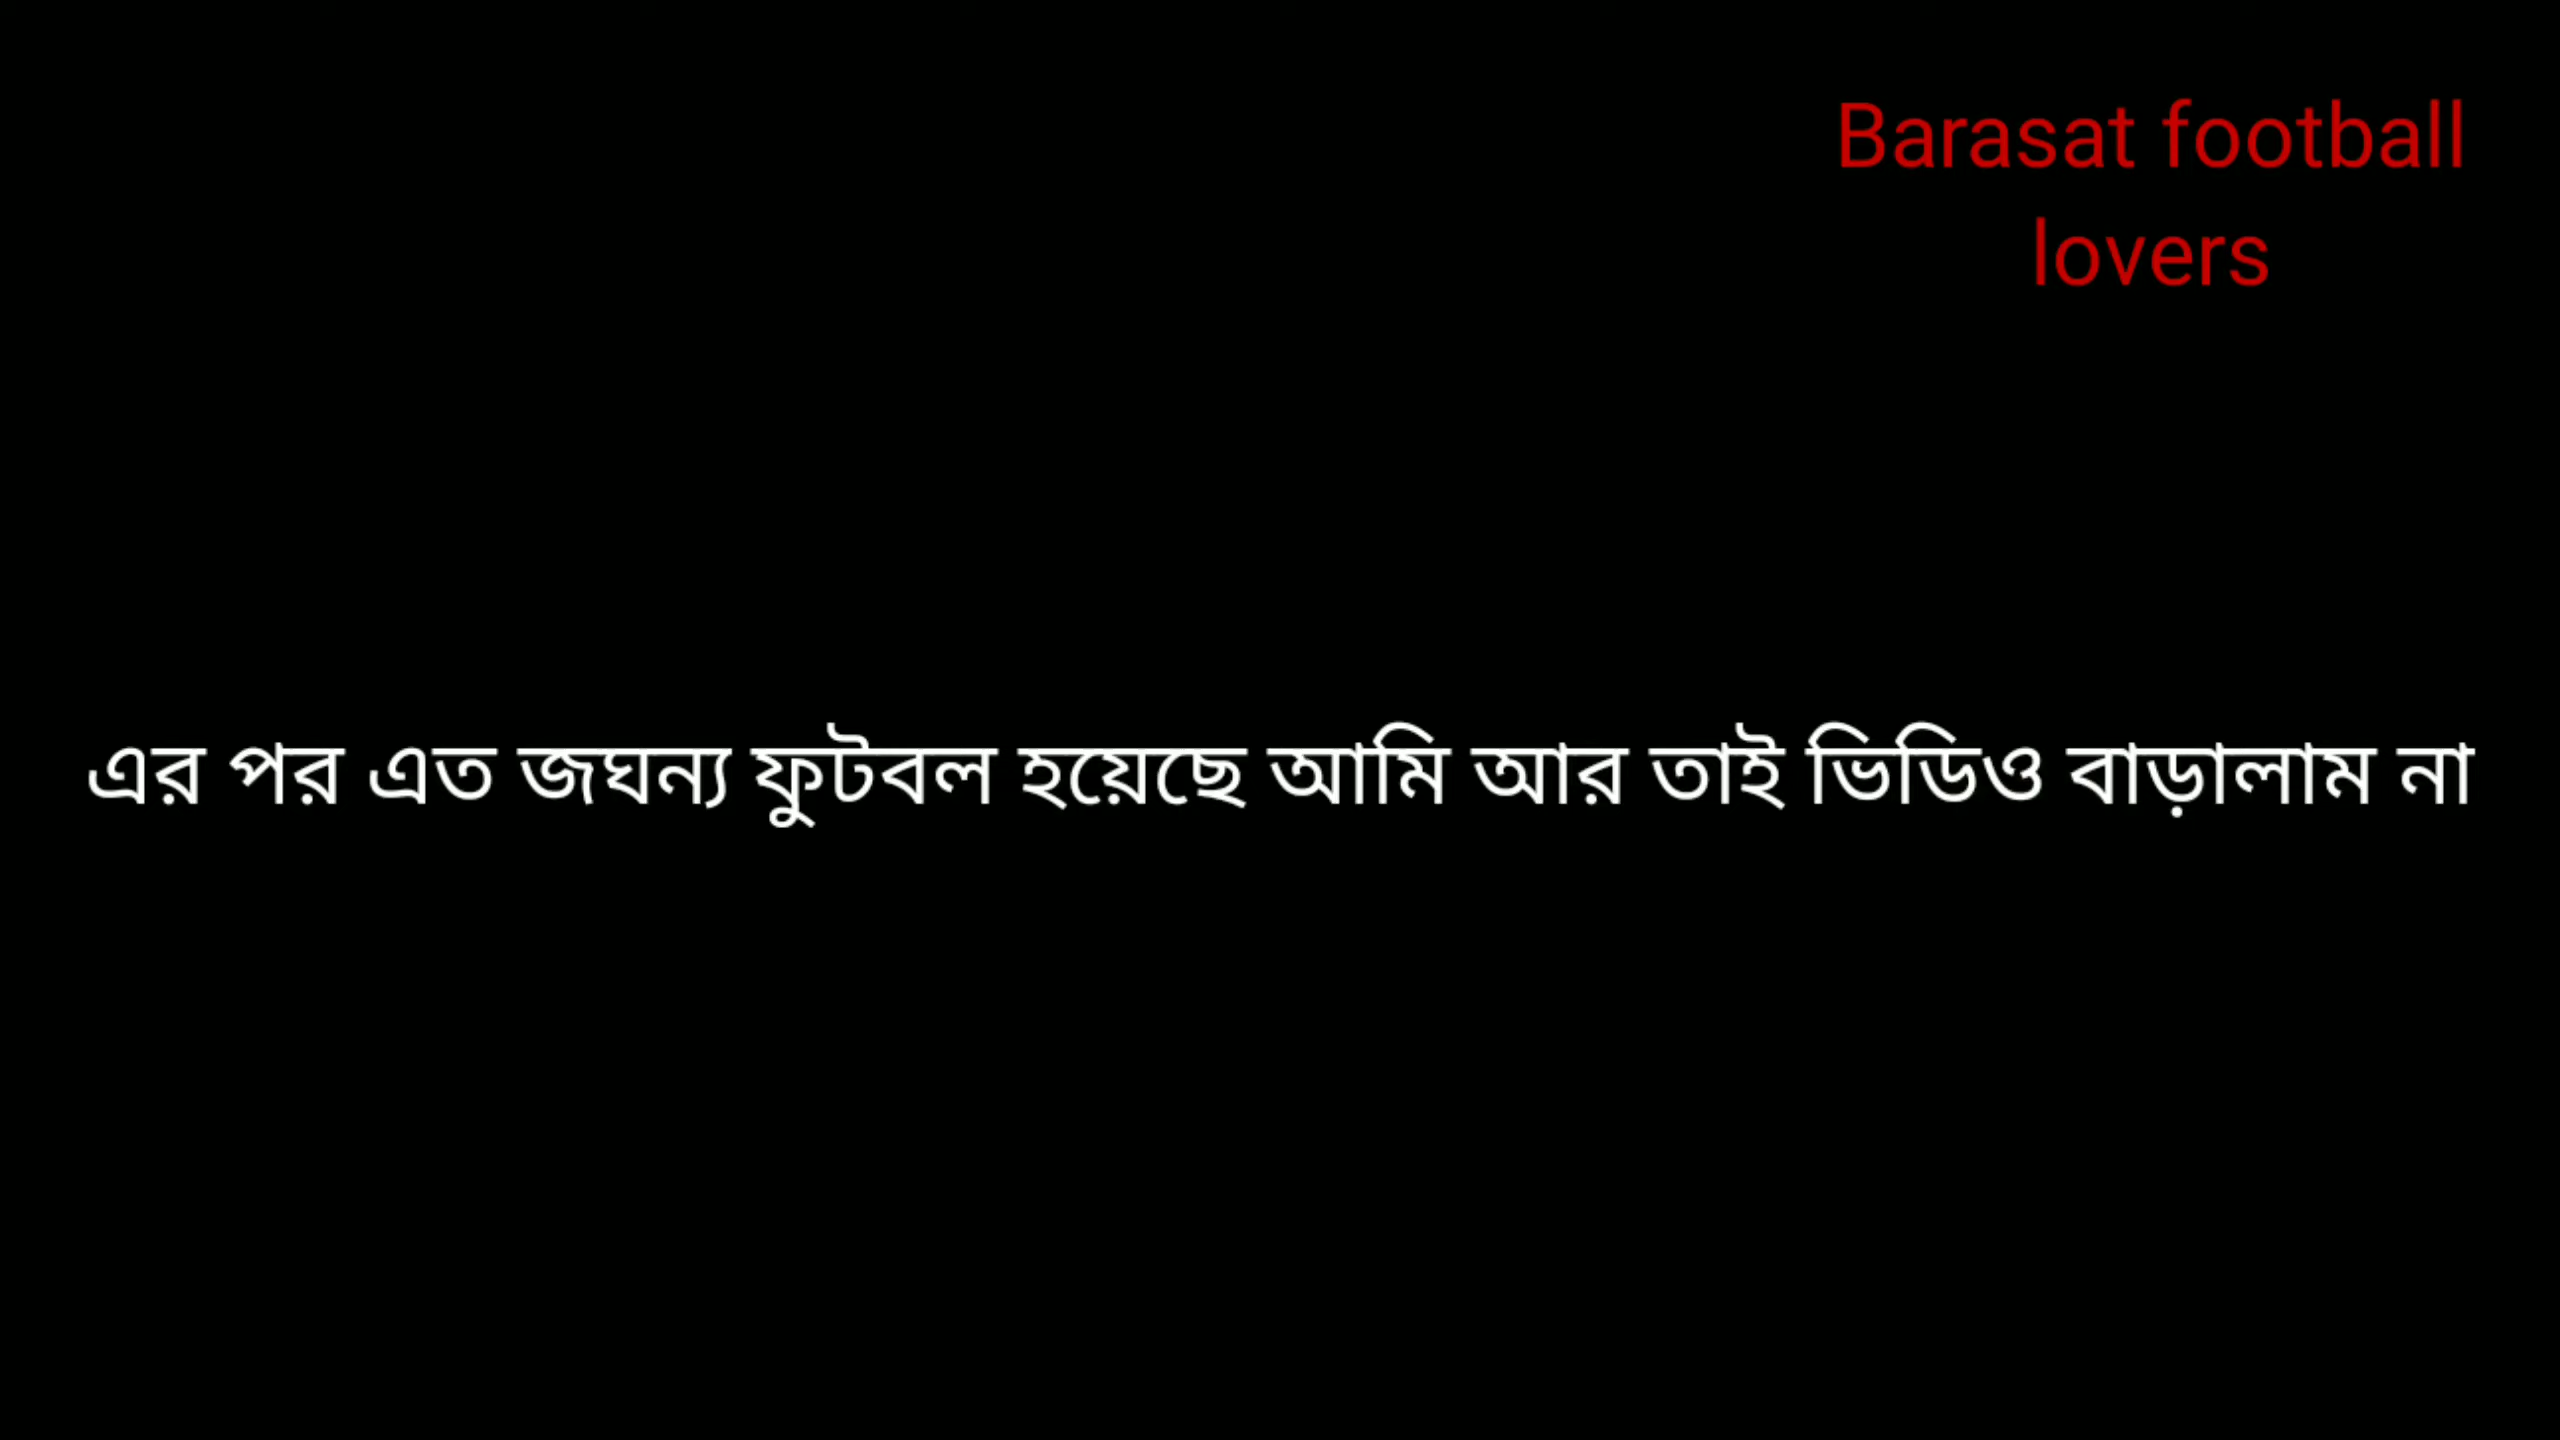 Barasat football
lovers
এর পর এত জঘন্য ফুটবল হয়েছে আমি আর তাই ভিডিও বাড়ালাম না